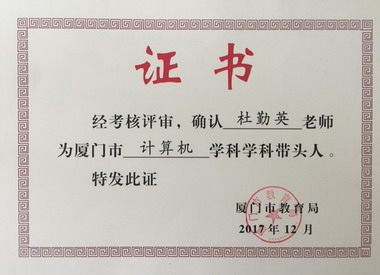 证书
经考核评审，确认杜勤英老师
为厦门市计算机学科学科带头人。
特发此证
厦门市教育局
2017年12月